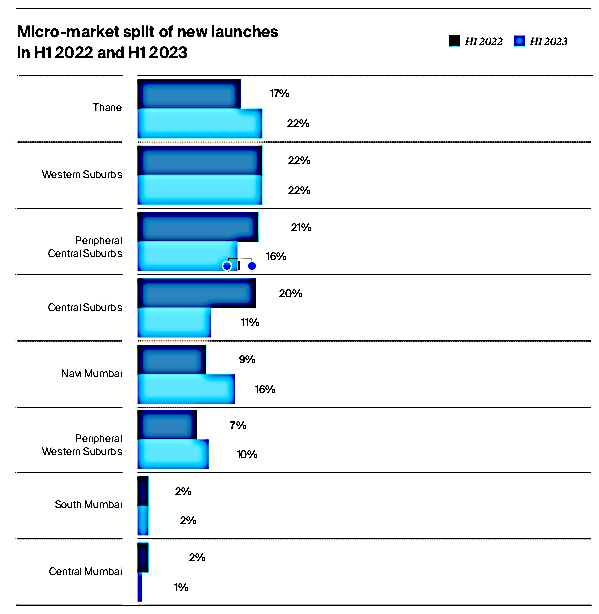 Micro-market split of new launches
in H1 2022 and H1 2023
H1 2022 H1 2023
Thane
17%
22%
Western Suburbs
22%
22%
Peripheral
Central Suburbs
21%
16%
Central Suburbs
20%
11%
Navi Mumbai
9%
16%
Peripheral
Western Suburbs
7%
10%
South Mumbai
2%
2%
Central Mumbai
2%
1%